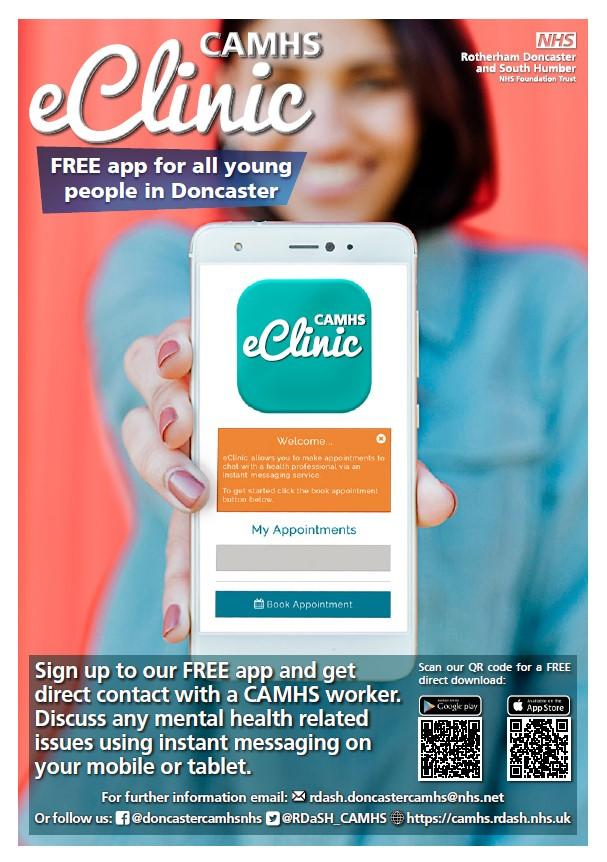 CAMHS
eClinic
NHS
Rotherham Doncaster
and South Humber
NHS Foundation Trust
FREE app for all young
people in Doncaster
CAMHS
eClinic
Welcome...
eClinic allows you to make appointments to
chat with a health professional via an
instant messaging service.
To get started click the book appointment
button below.
My Appointments
Book Appointment
Sign up to our FREE app and get
direct contact with a CAMHS worker.
Discuss any mental health related
issues using instant messaging on
your mobile or tablet.
Scan our QR code for a FREE
direct download:
Google play
Available on the
App Store
For further information email: rdash.doncastercamhs@nhs.net
Or follow us: @doncastercamhsnhs @RDaSH_CAMHS https://camhs.rdash.nhs.uk